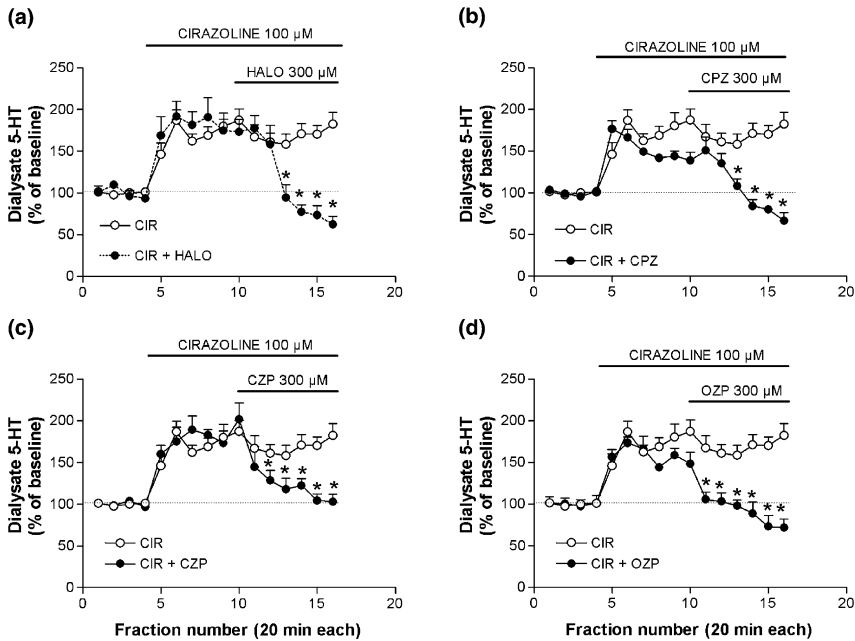 (a)
CIRAZOLINE 100 µM
HALO 300 µM
Dialysate 5-HT
(% of baseline)
250
200
150
100
50
0
* * * *
CIR
CIR + HALO
0 5 10 15 20
(b)
CIRAZOLINE 100 µM
CPZ 300 µM
Dialysate 5-HT
(% of baseline)
250
200
150
100
50
0
* * * *
CIR
CIR + CPZ
0 5 10 15 20
(c)
CIRAZOLINE 100 µM
CZP 300 µM
Dialysate 5-HT
(% of baseline)
250
200
150
100
50
0
* * * * *
CIR
CIR + CZP
0 5 10 15 20
Fraction number (20 min each)
(d)
CIRAZOLINE 100 µM
OZP 300 µM
Dialysate 5-HT
(% of baseline)
250
200
150
100
50
0
* * * * * *
CIR
CIR + OZP
0 5 10 15 20
Fraction number (20 min each)